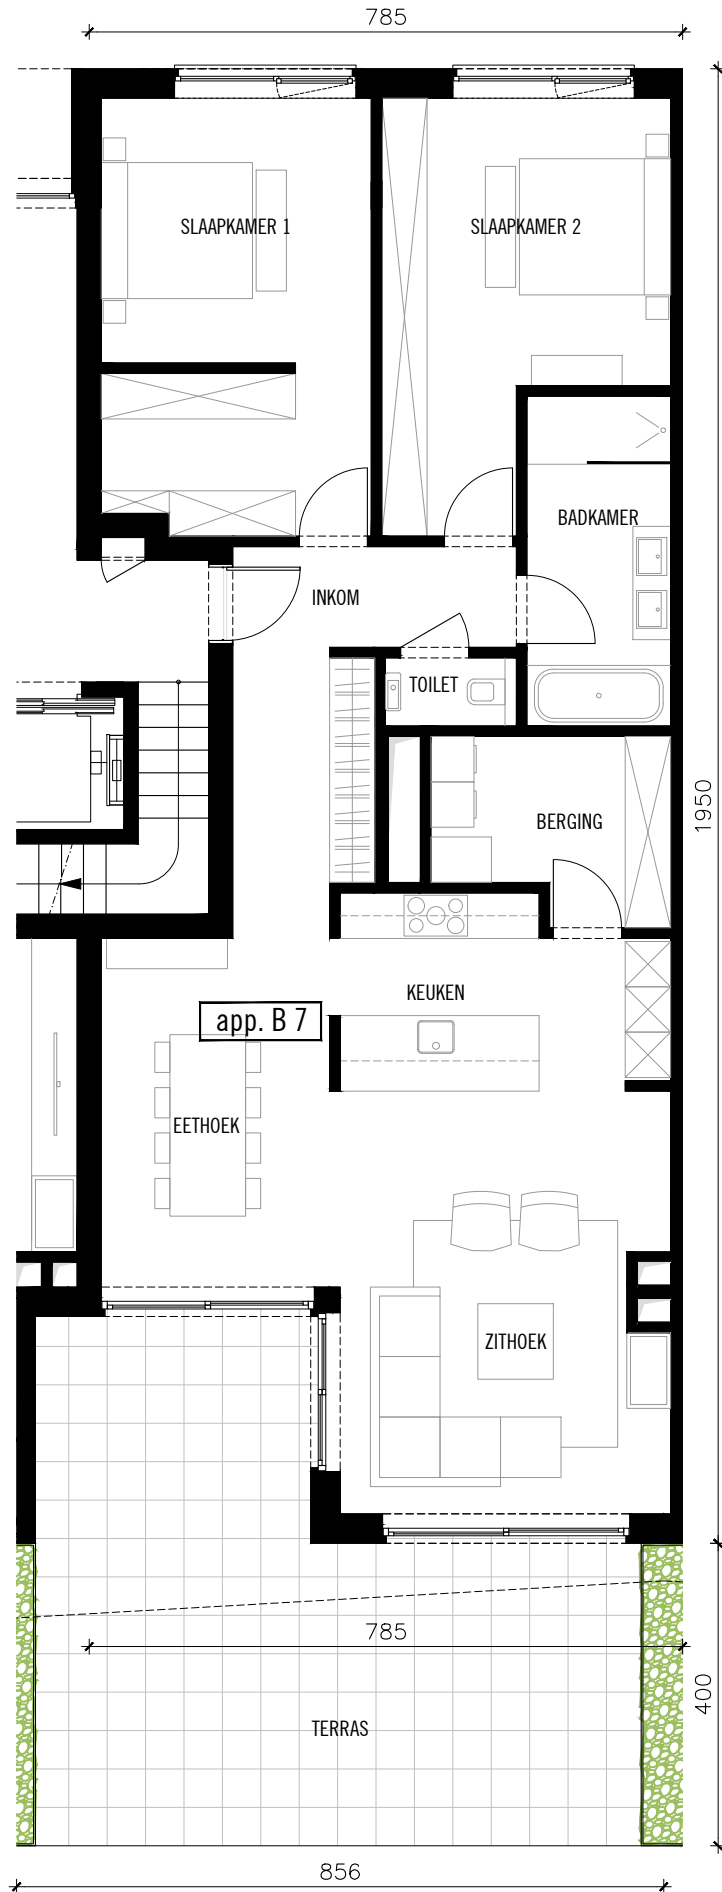 785
SLAAPKAMER 1
SLAAPKAMER 2
BADKAMER
INKOM
TOILET
1950
BERGING
KEUKEN
app. B 7
EETHOEK
ZITHOEK
785
400
TERRAS
856